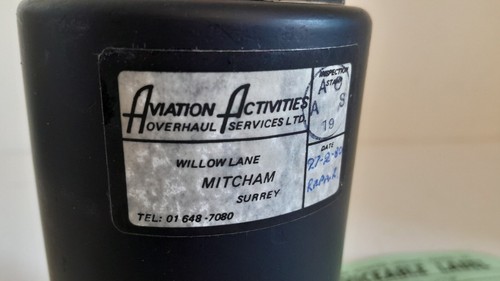 AVIATION ACTIVITIES
OVERHAUL SERVICES LTD.
WILLOW LANE
MITCHAM
SURREY
TEL: 01 648-7080
INSPECTION
STAMP
A O
A S
19
DATE